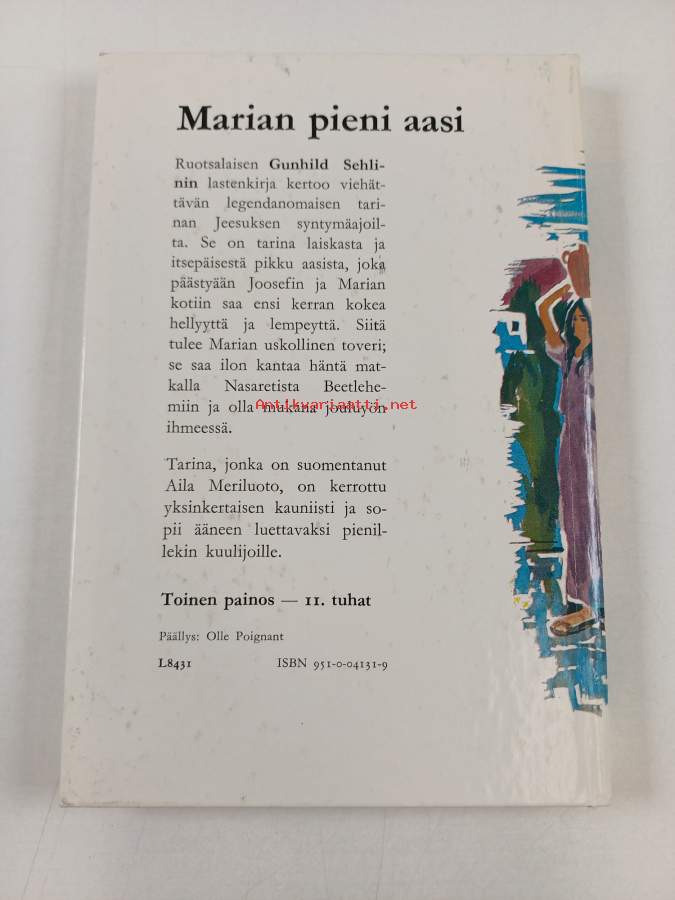 Marian pieni aasi
Ruotsalaisen Gunhild Sehli-
nin lastenkirja kertoo viehät-
tävän legendanomaisen tari-
nan Jeesuksen syntymäajoil-
ta. Se on tarina laiskasta ja
itsepäisestä pikku aasista, joka
päästyään Joosefin ja Marian
kotiin saa ensi kerran kokea
hellyyttä ja lempeyttä. Siitä
tulee Marian uskollinen toveri;
se saa ilon kantaa häntä mat-
kalla Nasaretista Beetlehe-
miin ja olla mukana jouluyön
Antikvariaatti.net
ihmeessä.
Tarina, jonka on suomentanut
Aila Meriluoto, on kerrottu
yksinkertaisen kauniisti ja so-
pii ääneen luettavaksi pienil-
lekin kuulijoille.
Toinen painos — 11. tuhat
Päällys: Olle Poignant
L8431 ISBN 951-0-04131-9